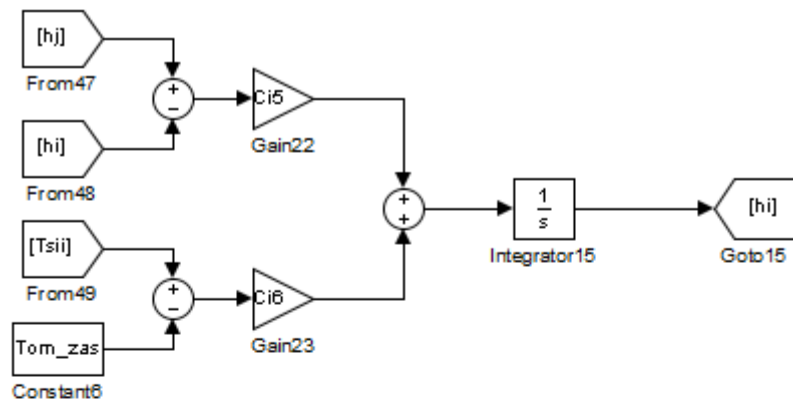 [hj]
From47
+
−
Ci5
Gain22
[hi]
From48
+
+
1
s
Integrator15
[hi]
Goto15
[Tsii]
From49
+
−
Ci6
Gain23
Tom_zas
Constant6